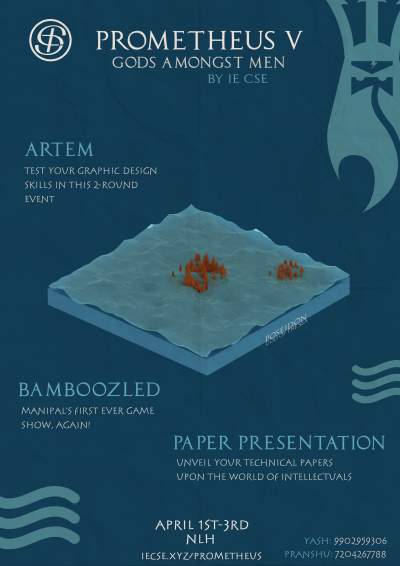 PROMETHEUS V
GODS AMONGST MEN
BY IE CSE
ARTEM
TEST YOUR GRAPHIC DESIGN
SKILLS IN THIS 2-ROUND
EVENT
POSEIDON
BAMBOOZLED
MANIPAL'S FIRST EVER GAME
SHOW, AGAIN!
PAPER PRESENTATION
UNVEIL YOUR TECHNICAL PAPERS
UPON THE WORLD OF INTELLECTUALS
APRIL 1ST-3RD
NLH
IECSE.XYZ/PROMETHEUS
YASH: 9902959306
PRANSHU: 7204267788